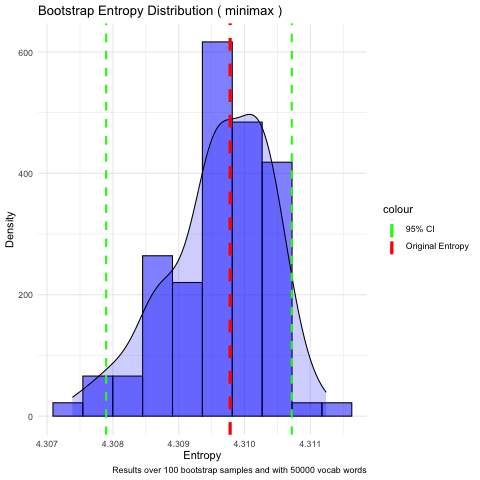 Bootstrap Entropy Distribution ( minimax )
Density
600
400
200
0
4.307 4.308 4.309 4.310 4.311
Entropy
colour
95% CI
Original Entropy
Results over 100 bootstrap samples and with 50000 vocab words